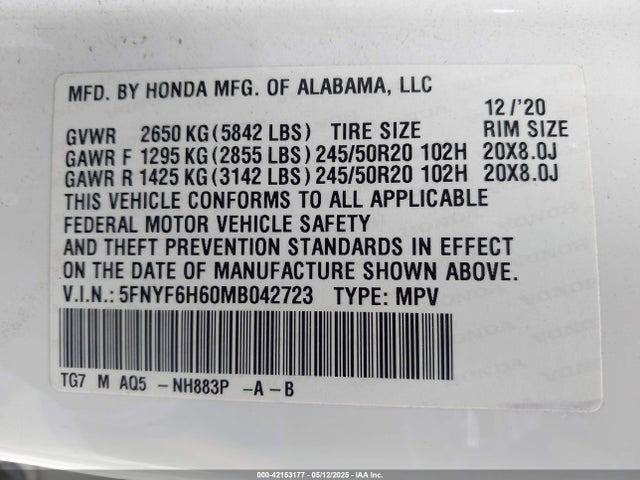 MFD. BY HONDA MFG. OF ALABAMA, LLC
12/'20
GVWR 2650 KG (5842 LBS) TIRE SIZE RIM SIZE
GAWR F 1295 KG (2855 LBS) 245/50R20 102H 20X8.0J
GAWR R 1425 KG (3142 LBS) 245/50R20 102H 20X8.0J
THIS VEHICLE CONFORMS TO ALL APPLICABLE
FEDERAL MOTOR VEHICLE SAFETY
AND THEFT PREVENTION STANDARDS IN EFFECT
ON THE DATE OF MANUFACTURE SHOWN ABOVE.
V.I.N.: 5FNYF6H60MB042723 TYPE: MPV
TG7 M AQ5 -NH883P -A-B
000-42153177 - 05/12/2025 - IAA Inc.